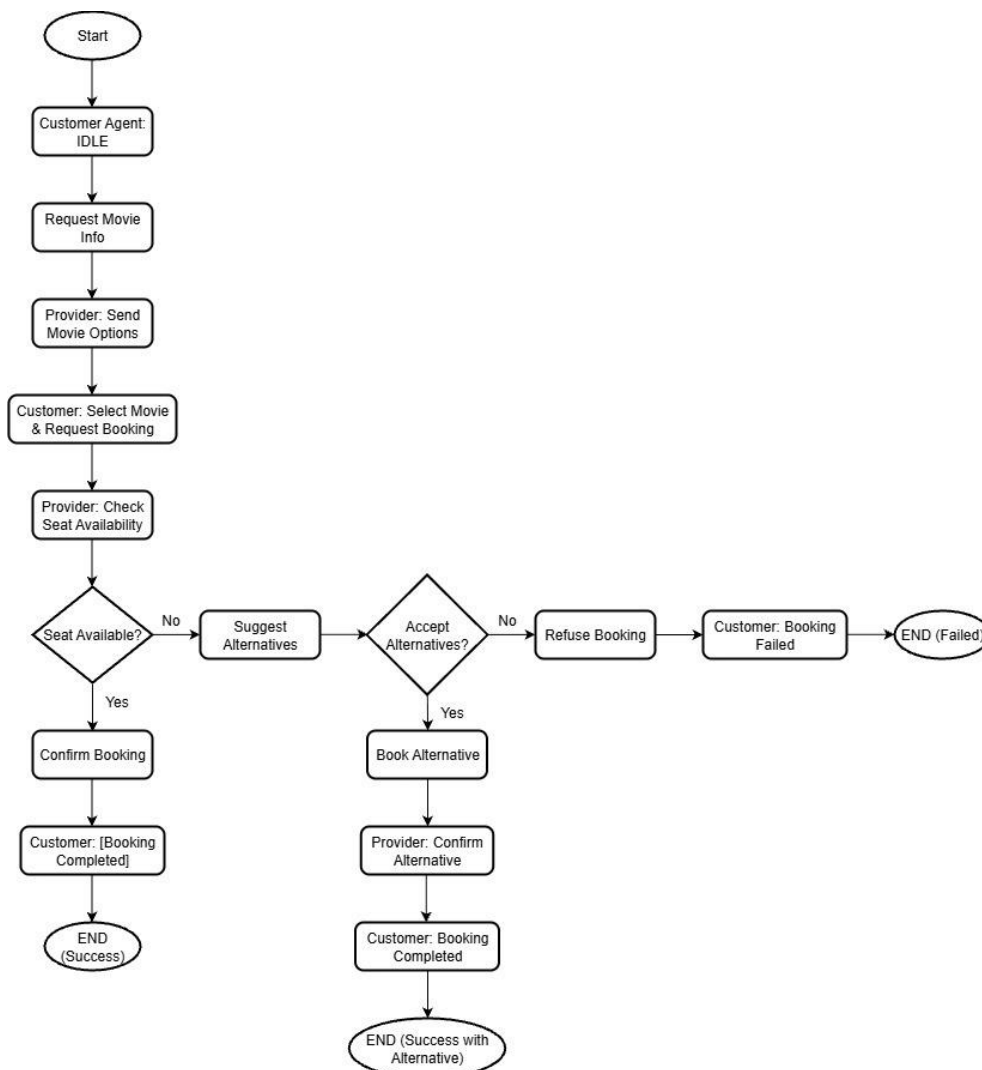 Start
Customer Agent:
IDLE
Request Movie
Info
Provider: Send
Movie Options
Customer: Select Movie
& Request Booking
Provider: Check
Seat Availability
Seat Available?
No
Suggest
Alternatives
Accept
Alternatives?
No
Refuse Booking
Customer: Booking
Failed
END (Failed)
Yes
Confirm Booking
Customer: [Booking
Completed]
END
(Success)
Yes
Book Alternative
Provider: Confirm
Alternative
Customer: Booking
Completed
END (Success with
Alternative)